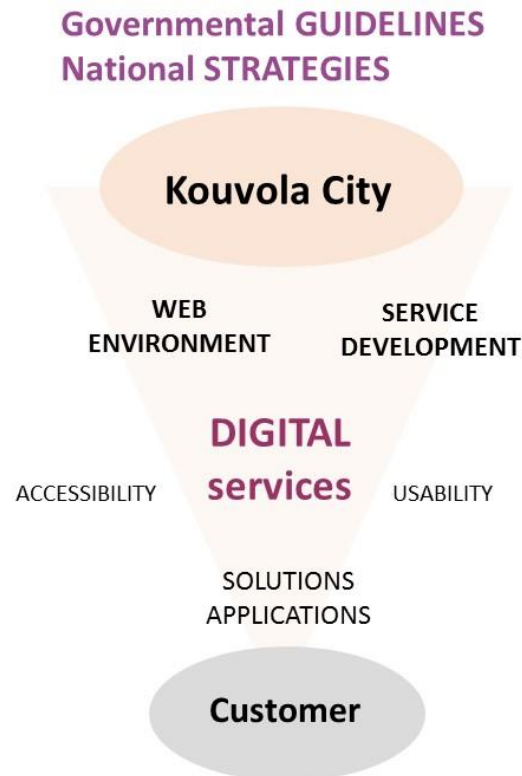 Governmental GUIDELINES
National STRATEGIES
Kouvola City
WEB
ENVIRONMENT
SERVICE
DEVELOPMENT
DIGITAL
services
ACCESSIBILITY
USABILITY
SOLUTIONS
APPLICATIONS
Customer